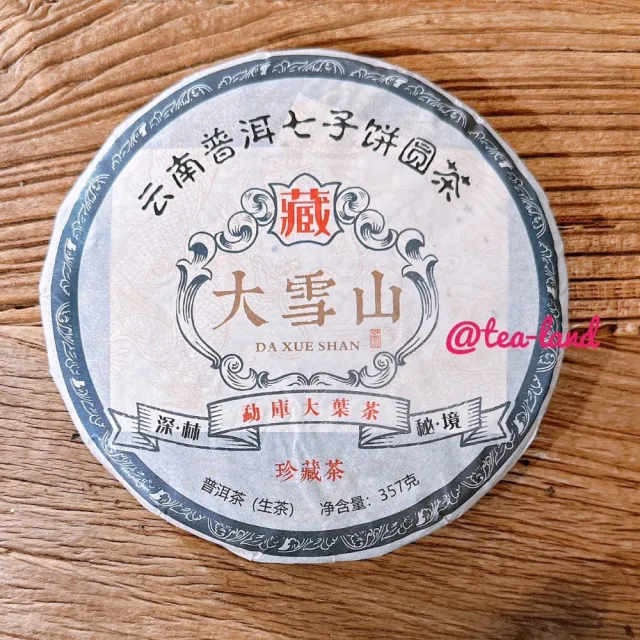 云南普洱七子饼圆茶
藏
大雪山
DA XUE SHAN
@tea-land
深·林
勐庫大葉茶
秘·境
珍藏茶
普洱茶 (生茶) 净含量: 357克